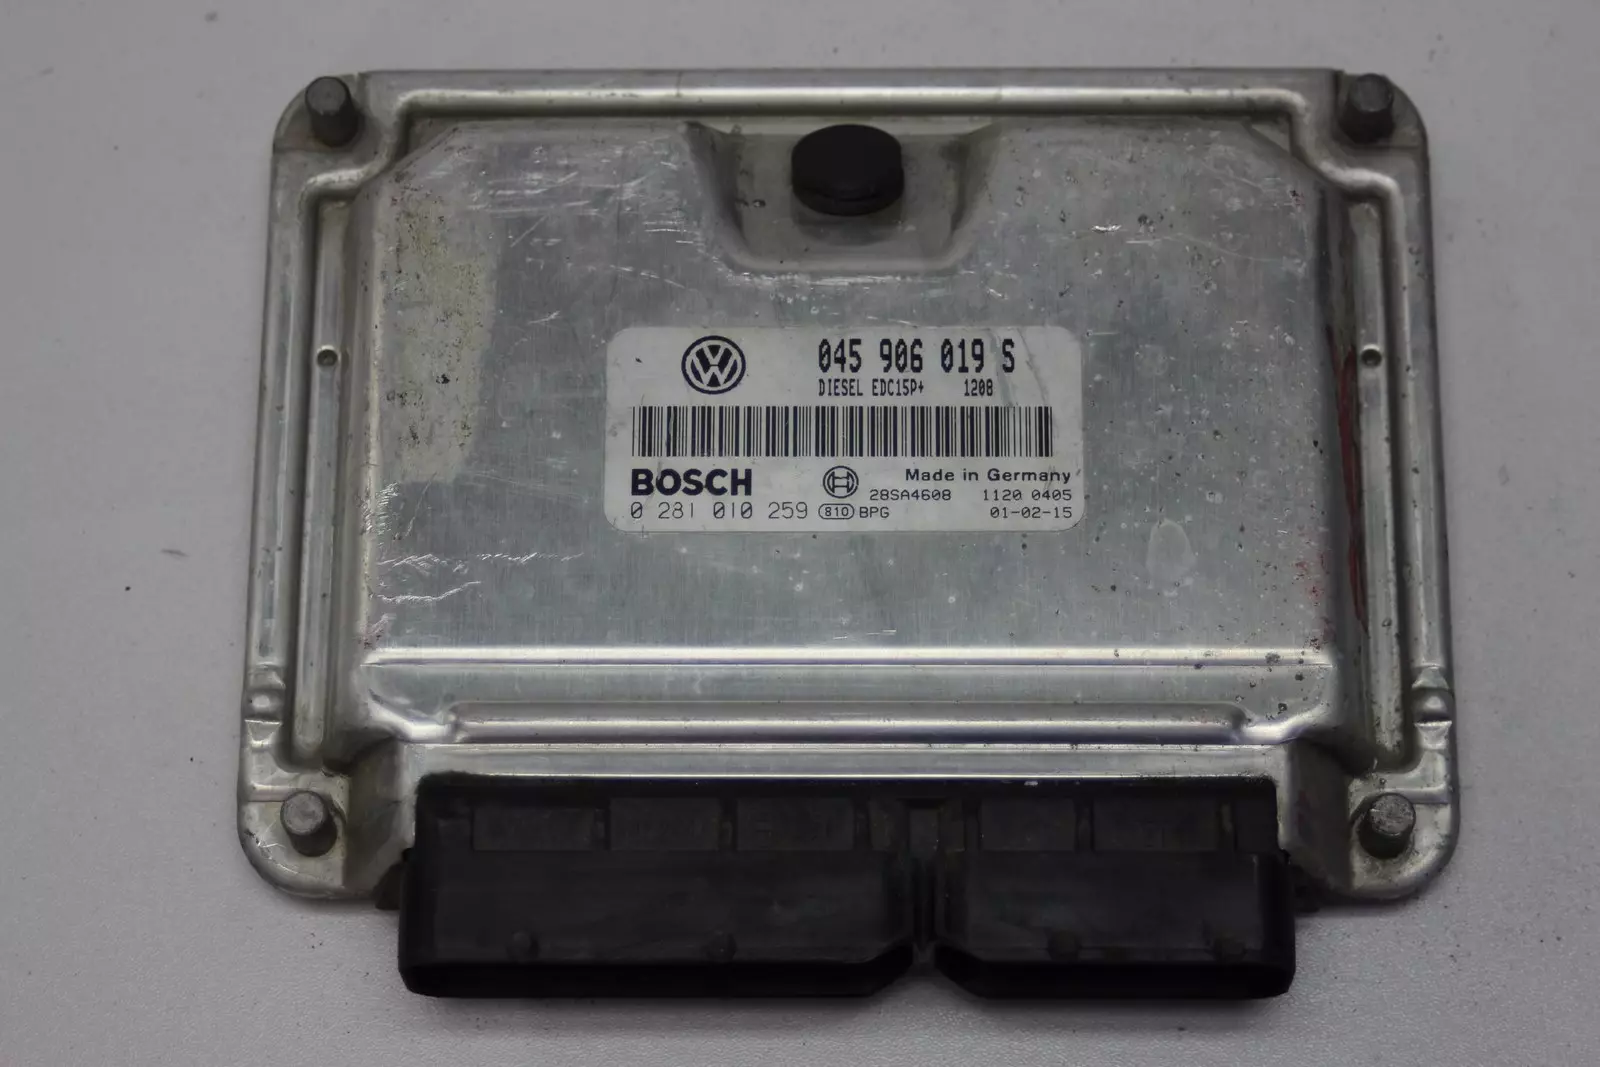 045 906 019 S
DIESEL EDC15P+ 1208
BOSCH Made in Germany
28SA4608 1120 0405
0 281 010 259 810 BPG 01-02-15